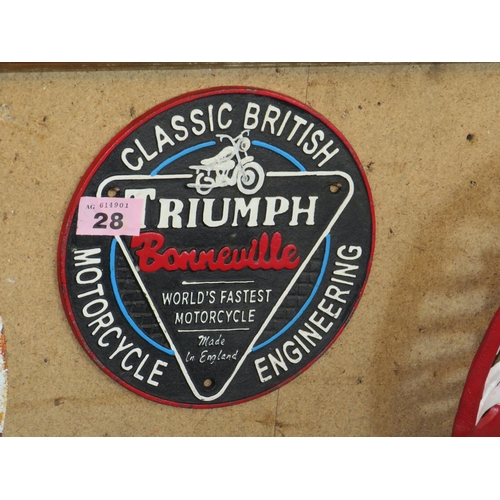 CLASSIC BRITISH
AG 614903
28
TRIUMPH
Bonneville
WORLD'S FASTEST
MOTORCYCLE
Made
in England
MOTORCYCLE
ENGINEERING